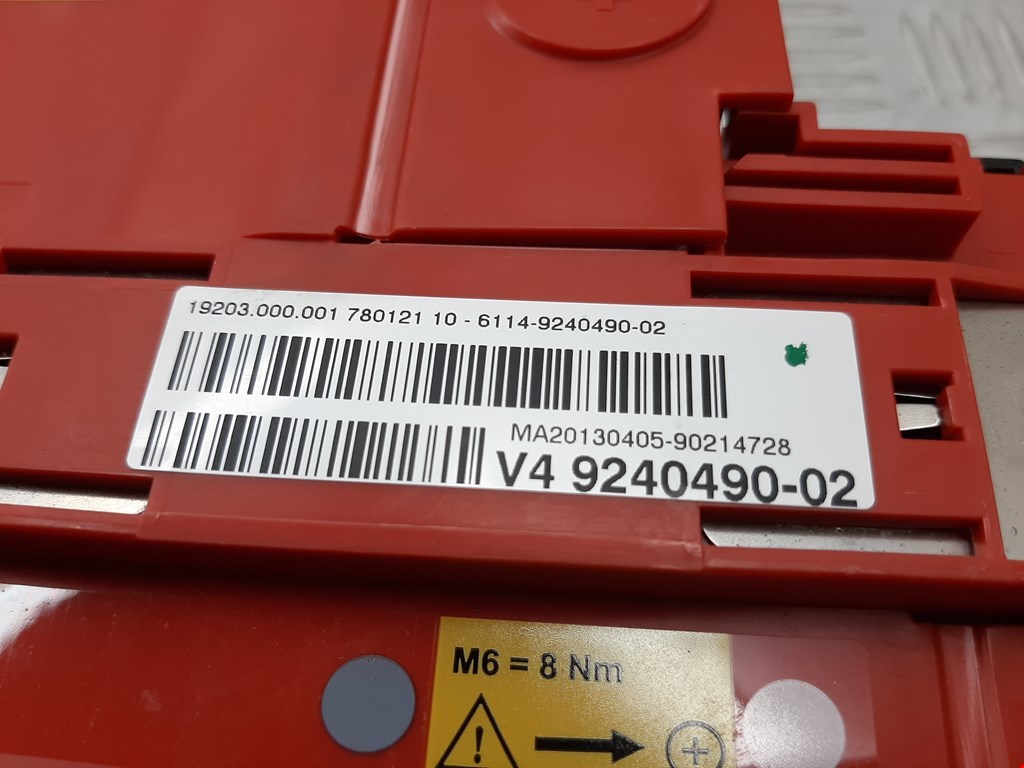 19203.000.001 780121 10 - 6114-9240490-02
MA20130405-90214728
V4 9240490-02
M6 = 8 Nm